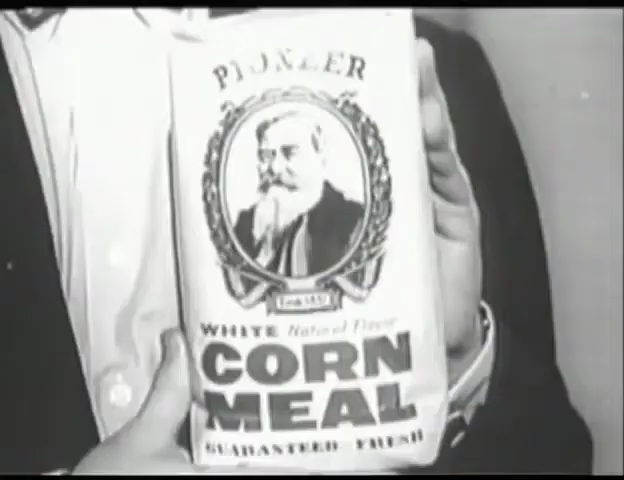 PIONEER
WHITE Natural Flavor
CORN
MEAL
GUARANTEED FRESH